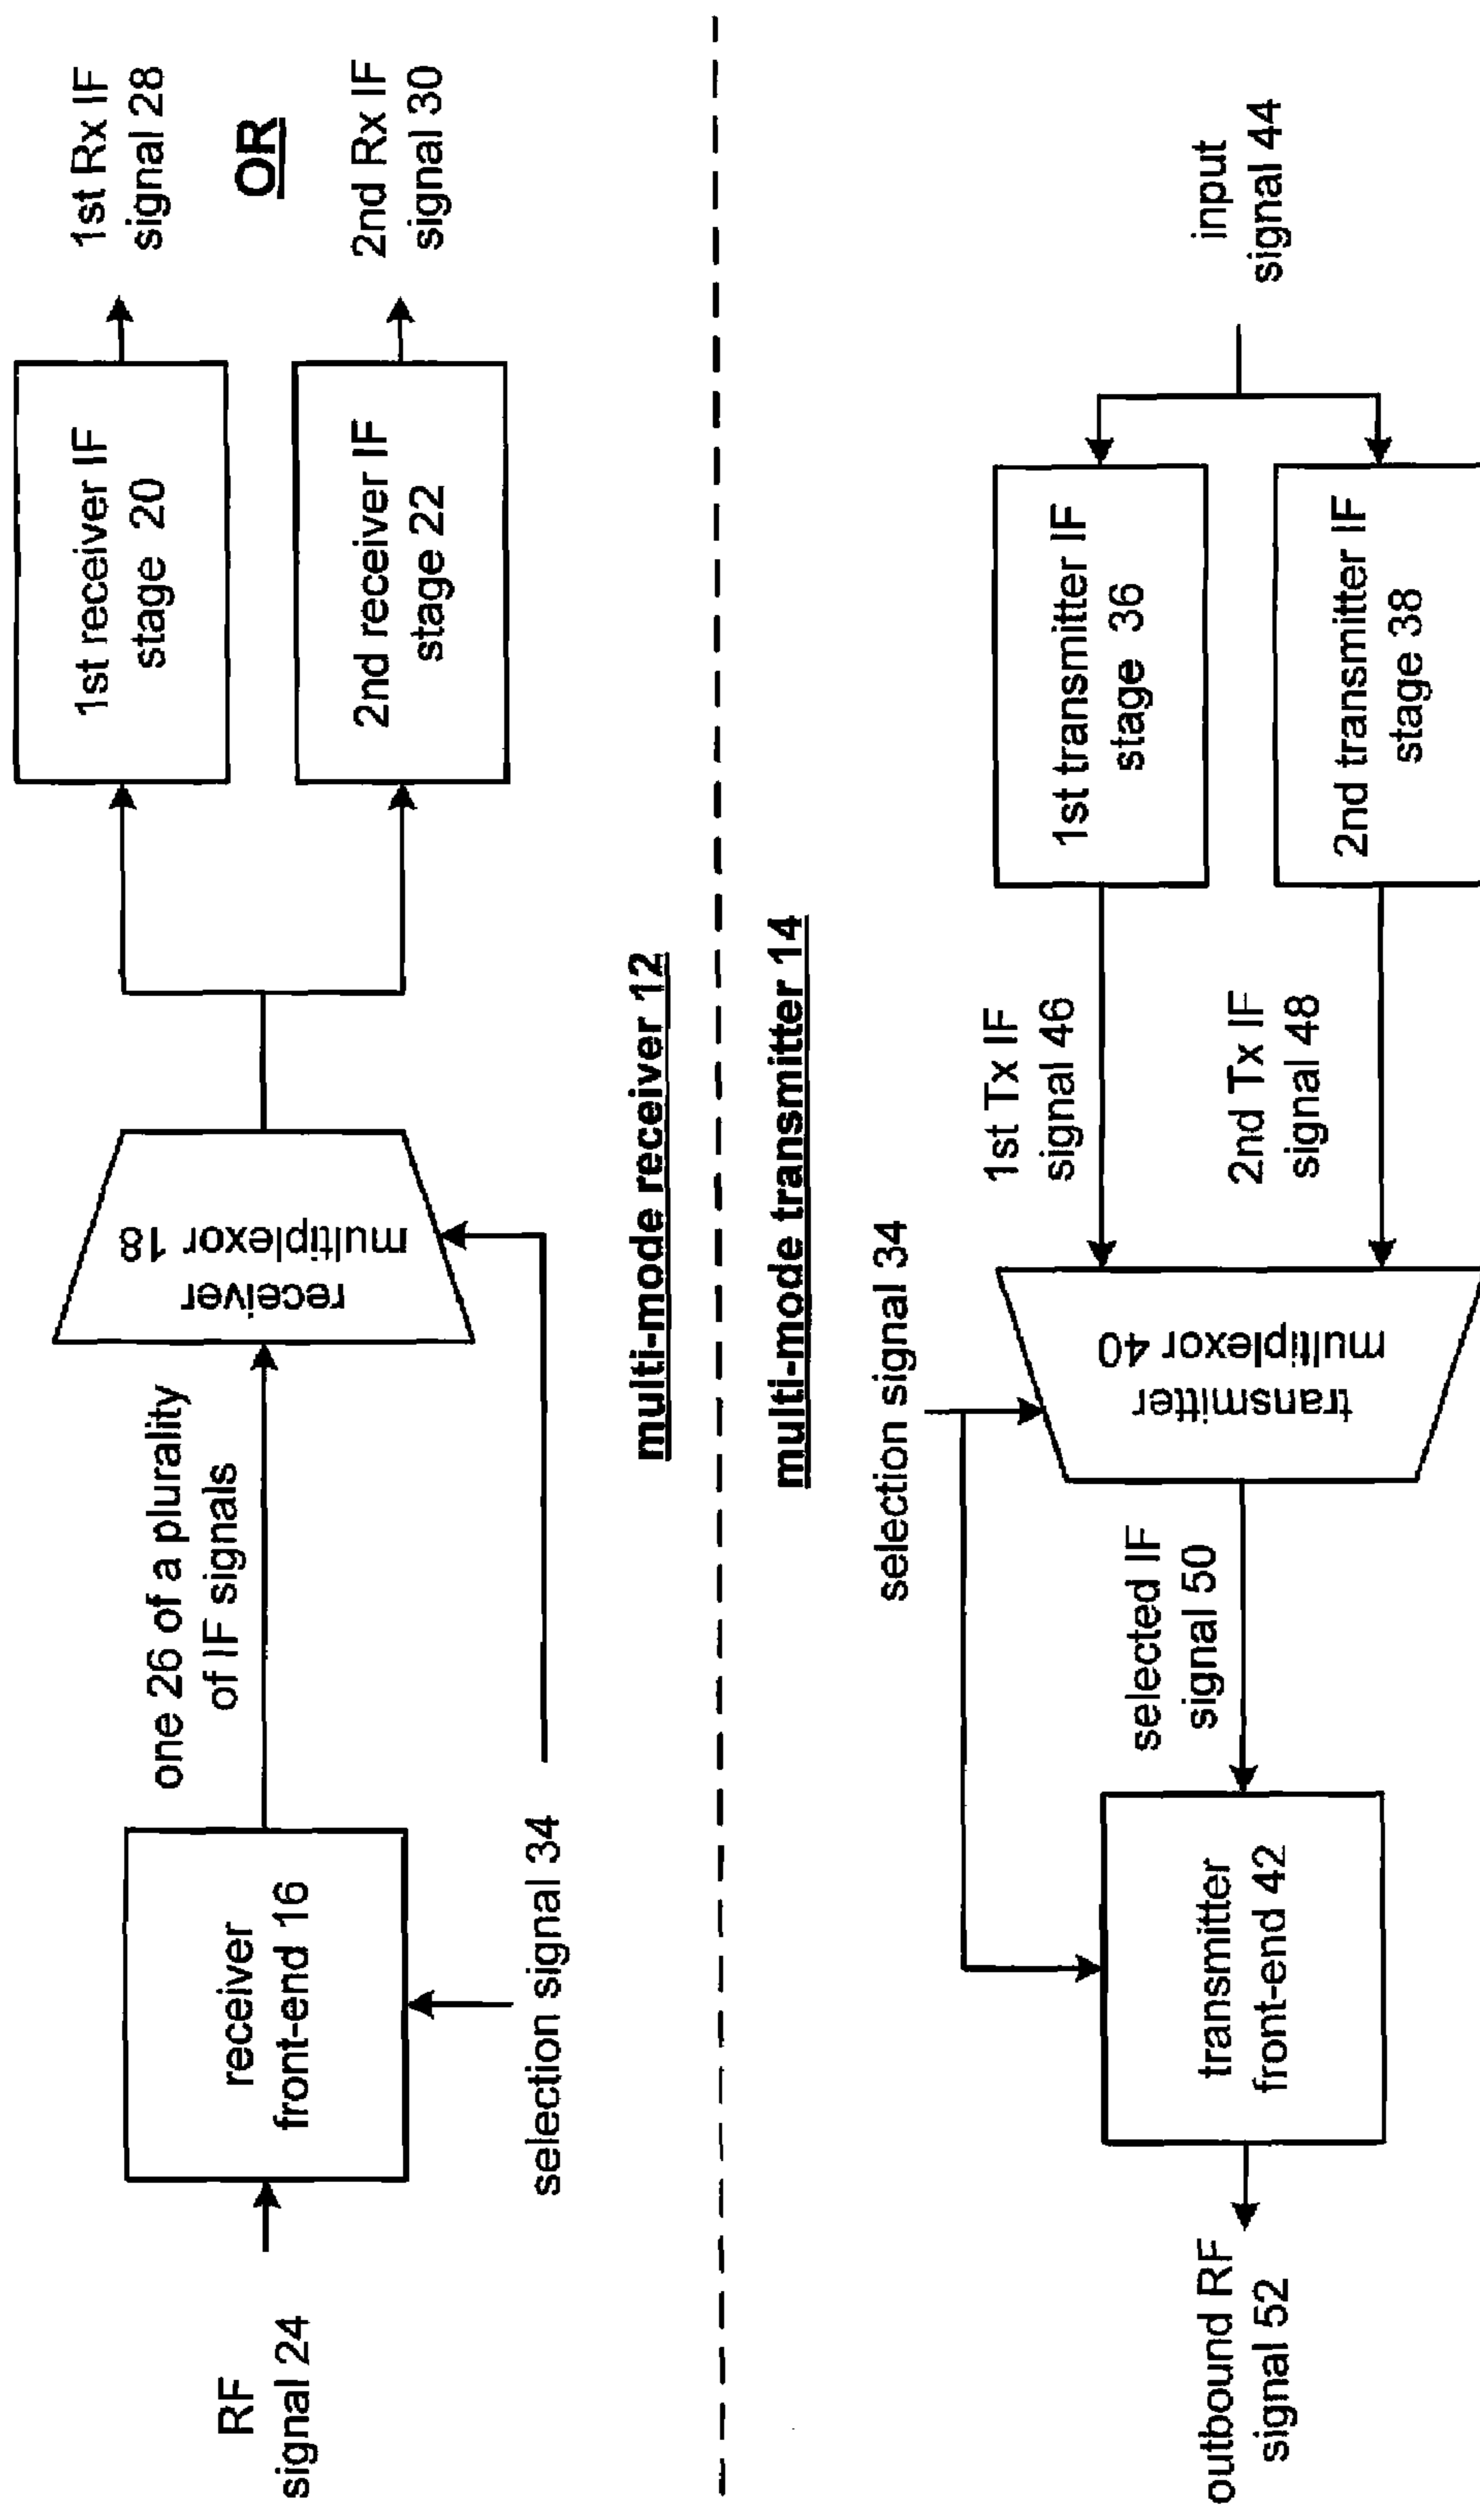 RF
signal 24
receiver
front-end 16
one 26 of a plurality
of IF signals
receiver
multiplexor 18
1st receiver IF
stage 20
2nd receiver IF
stage 22
1st Rx IF
signal 28
OR
2nd Rx IF
signal 30
selection signal 34
multi-mode receiver 12
multi-mode transmitter 14
selection signal 34
outbound RF
signal 52
transmitter
front-end 42
selected IF
signal 50
transmitter
multiplexor 40
1st Tx IF
signal 46
2nd Tx IF
signal 48
1st transmitter IF
stage 36
2nd transmitter IF
stage 38
input
signal 44